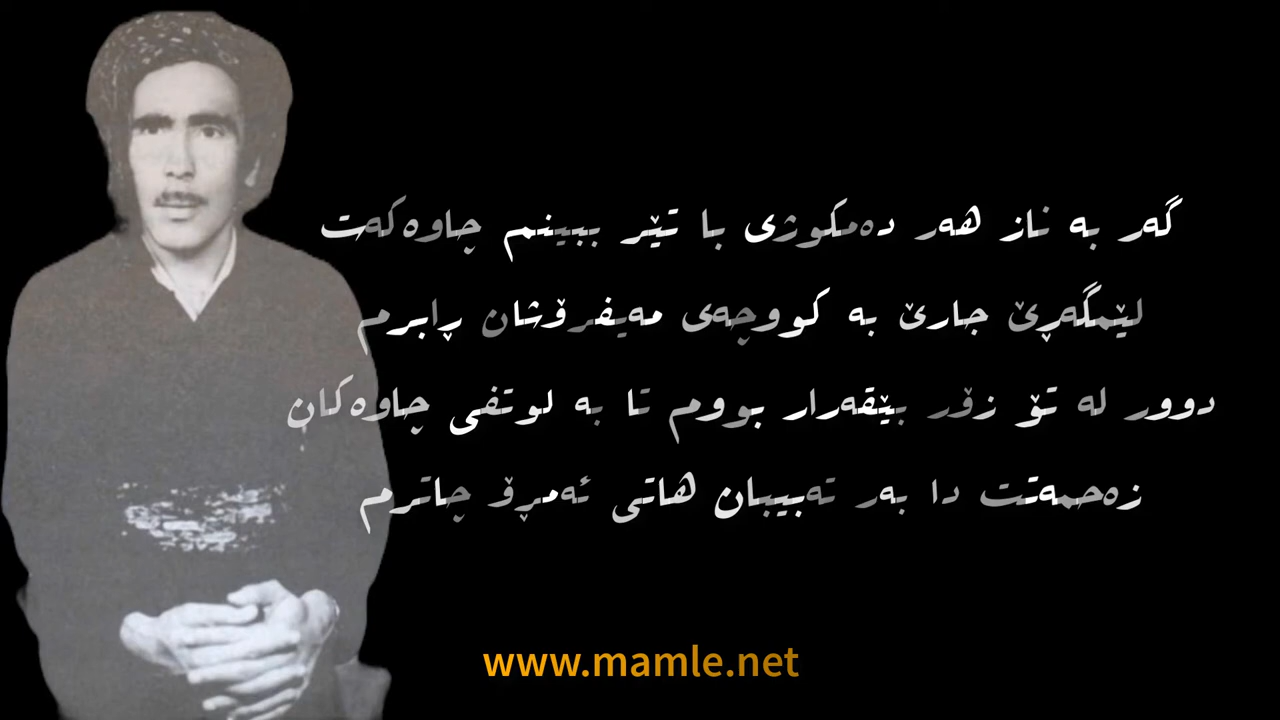 گەر بە ناز هەر دەمکوژی با تێر ببینم چاوەکەت
لێمگەڕێ جارێ بە کووچەی مەیفرۆشان ڕابرم
دوور لە تۆ زۆر بێقەرار بووم تا بە لوتفی چاوەکان
زەحمەتت دا بەر تەبیبان هاتی ئەمڕۆ چاترم
www.mamle.net